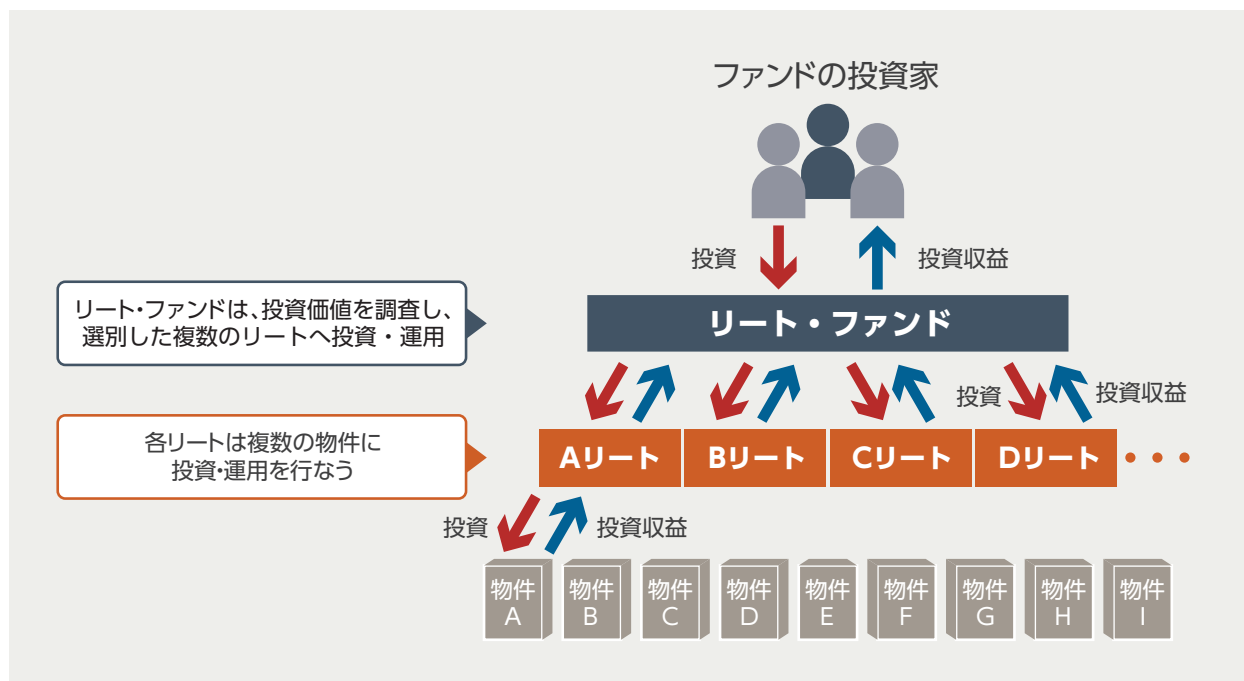 ファンドの投資家
投資
投資収益
リート・ファンドは、投資価値を調査し、
選別した複数のリートへ投資・運用
リート・ファンド
投資
投資収益
各リートは複数の物件に
投資・運用を行なう
Aリート
Bリート
Cリート
Dリート
・・・
投資
投資収益
物件
A
物件
B
物件
C
物件
D
物件
E
物件
F
物件
G
物件
H
物件
I